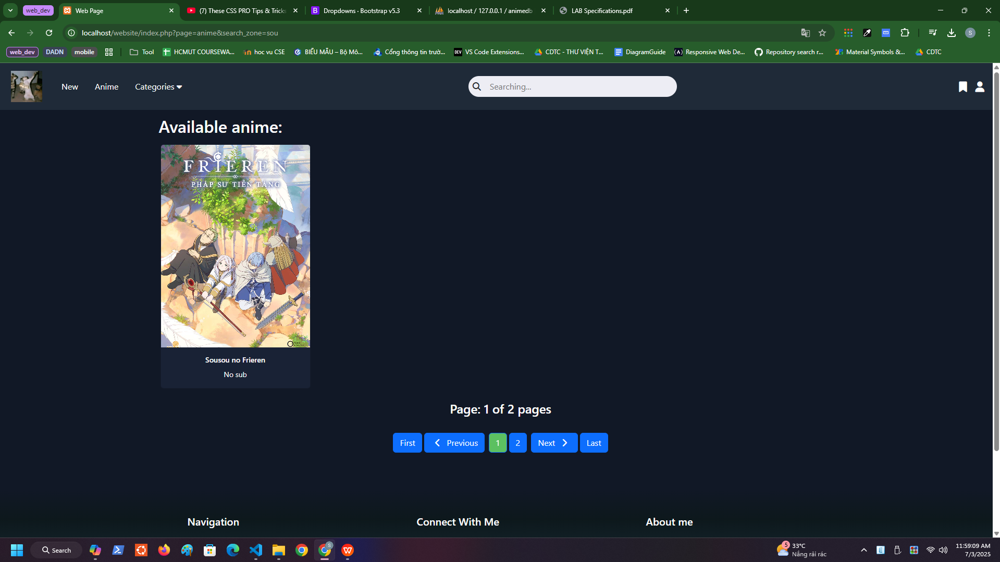 web_dev
Web Page
(7) These CSS PRO Tips & Tricks
Dropdowns · Bootstrap v5.3
localhost / 127.0.0.1 / animedb
LAB Specifications.pdf
localhost/website/index.php?page=anime&search_zone=sou
S
web_dev
DADN
mobile
Tool
HCMUT COURSEWA...
học vu CSE
BIỂU MẪU – Bộ Mô...
Cổng thông tin trườ...
DEV
VS Code Extensions...
CDTC - THƯ VIỆN T...
DiagramGuide
Responsive Web De...
Repository search r...
Material Symbols &...
CDTC
New
Anime
Categories
Searching...
Available anime:
FRIEREN
PHÁP SƯ TIỄN TÁNG
Sousou no Frieren
No sub
Page: 1 of 2 pages
First
Previous
1
2
Next
Last
Navigation
Connect With Me
About me
Search
S
5
33°C
Nắng rải rác
11:59:09 AM
7/3/2025